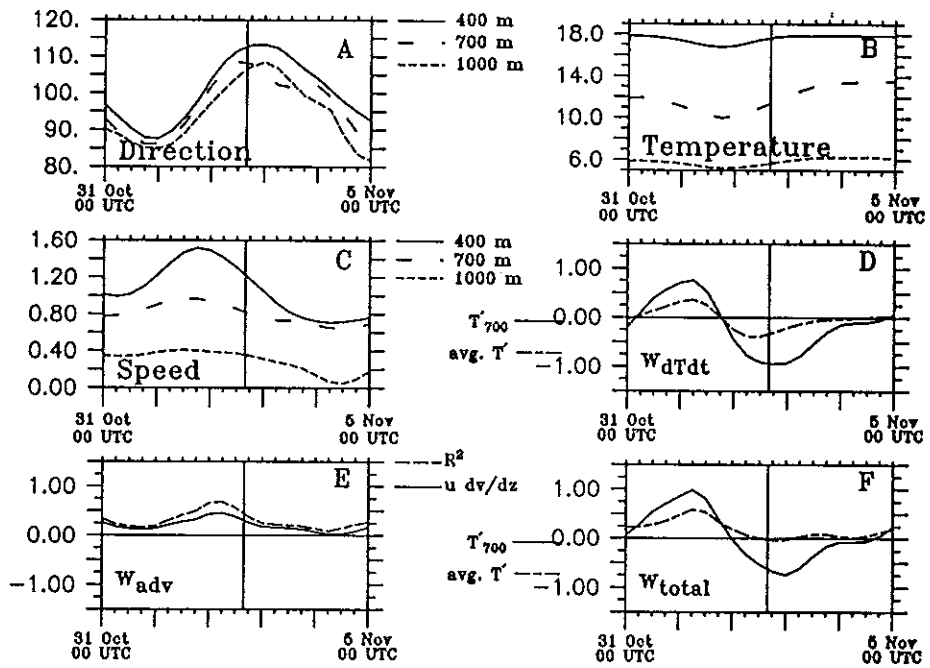 120.
110.
100.
90.
80.
A
Direction
31 Oct
00 UTC
5 Nov
00 UTC
400 m
700 m
1000 m
18.0
14.0
10.0
6.0
B
Temperature
31 Oct
00 UTC
5 Nov
00 UTC
1.60
1.20
0.80
0.40
0.00
C
Speed
31 Oct
00 UTC
5 Nov
00 UTC
400 m
700 m
1000 m
T′700
avg. T′
1.00
0.00
−1.00
D
WdTdt
31 Oct
00 UTC
5 Nov
00 UTC
1.00
0.00
−1.00
E
Wadv
31 Oct
00 UTC
5 Nov
00 UTC
R²
u dv/dz
T′700
avg. T′
1.00
0.00
−1.00
F
Wtotal
31 Oct
00 UTC
5 Nov
00 UTC